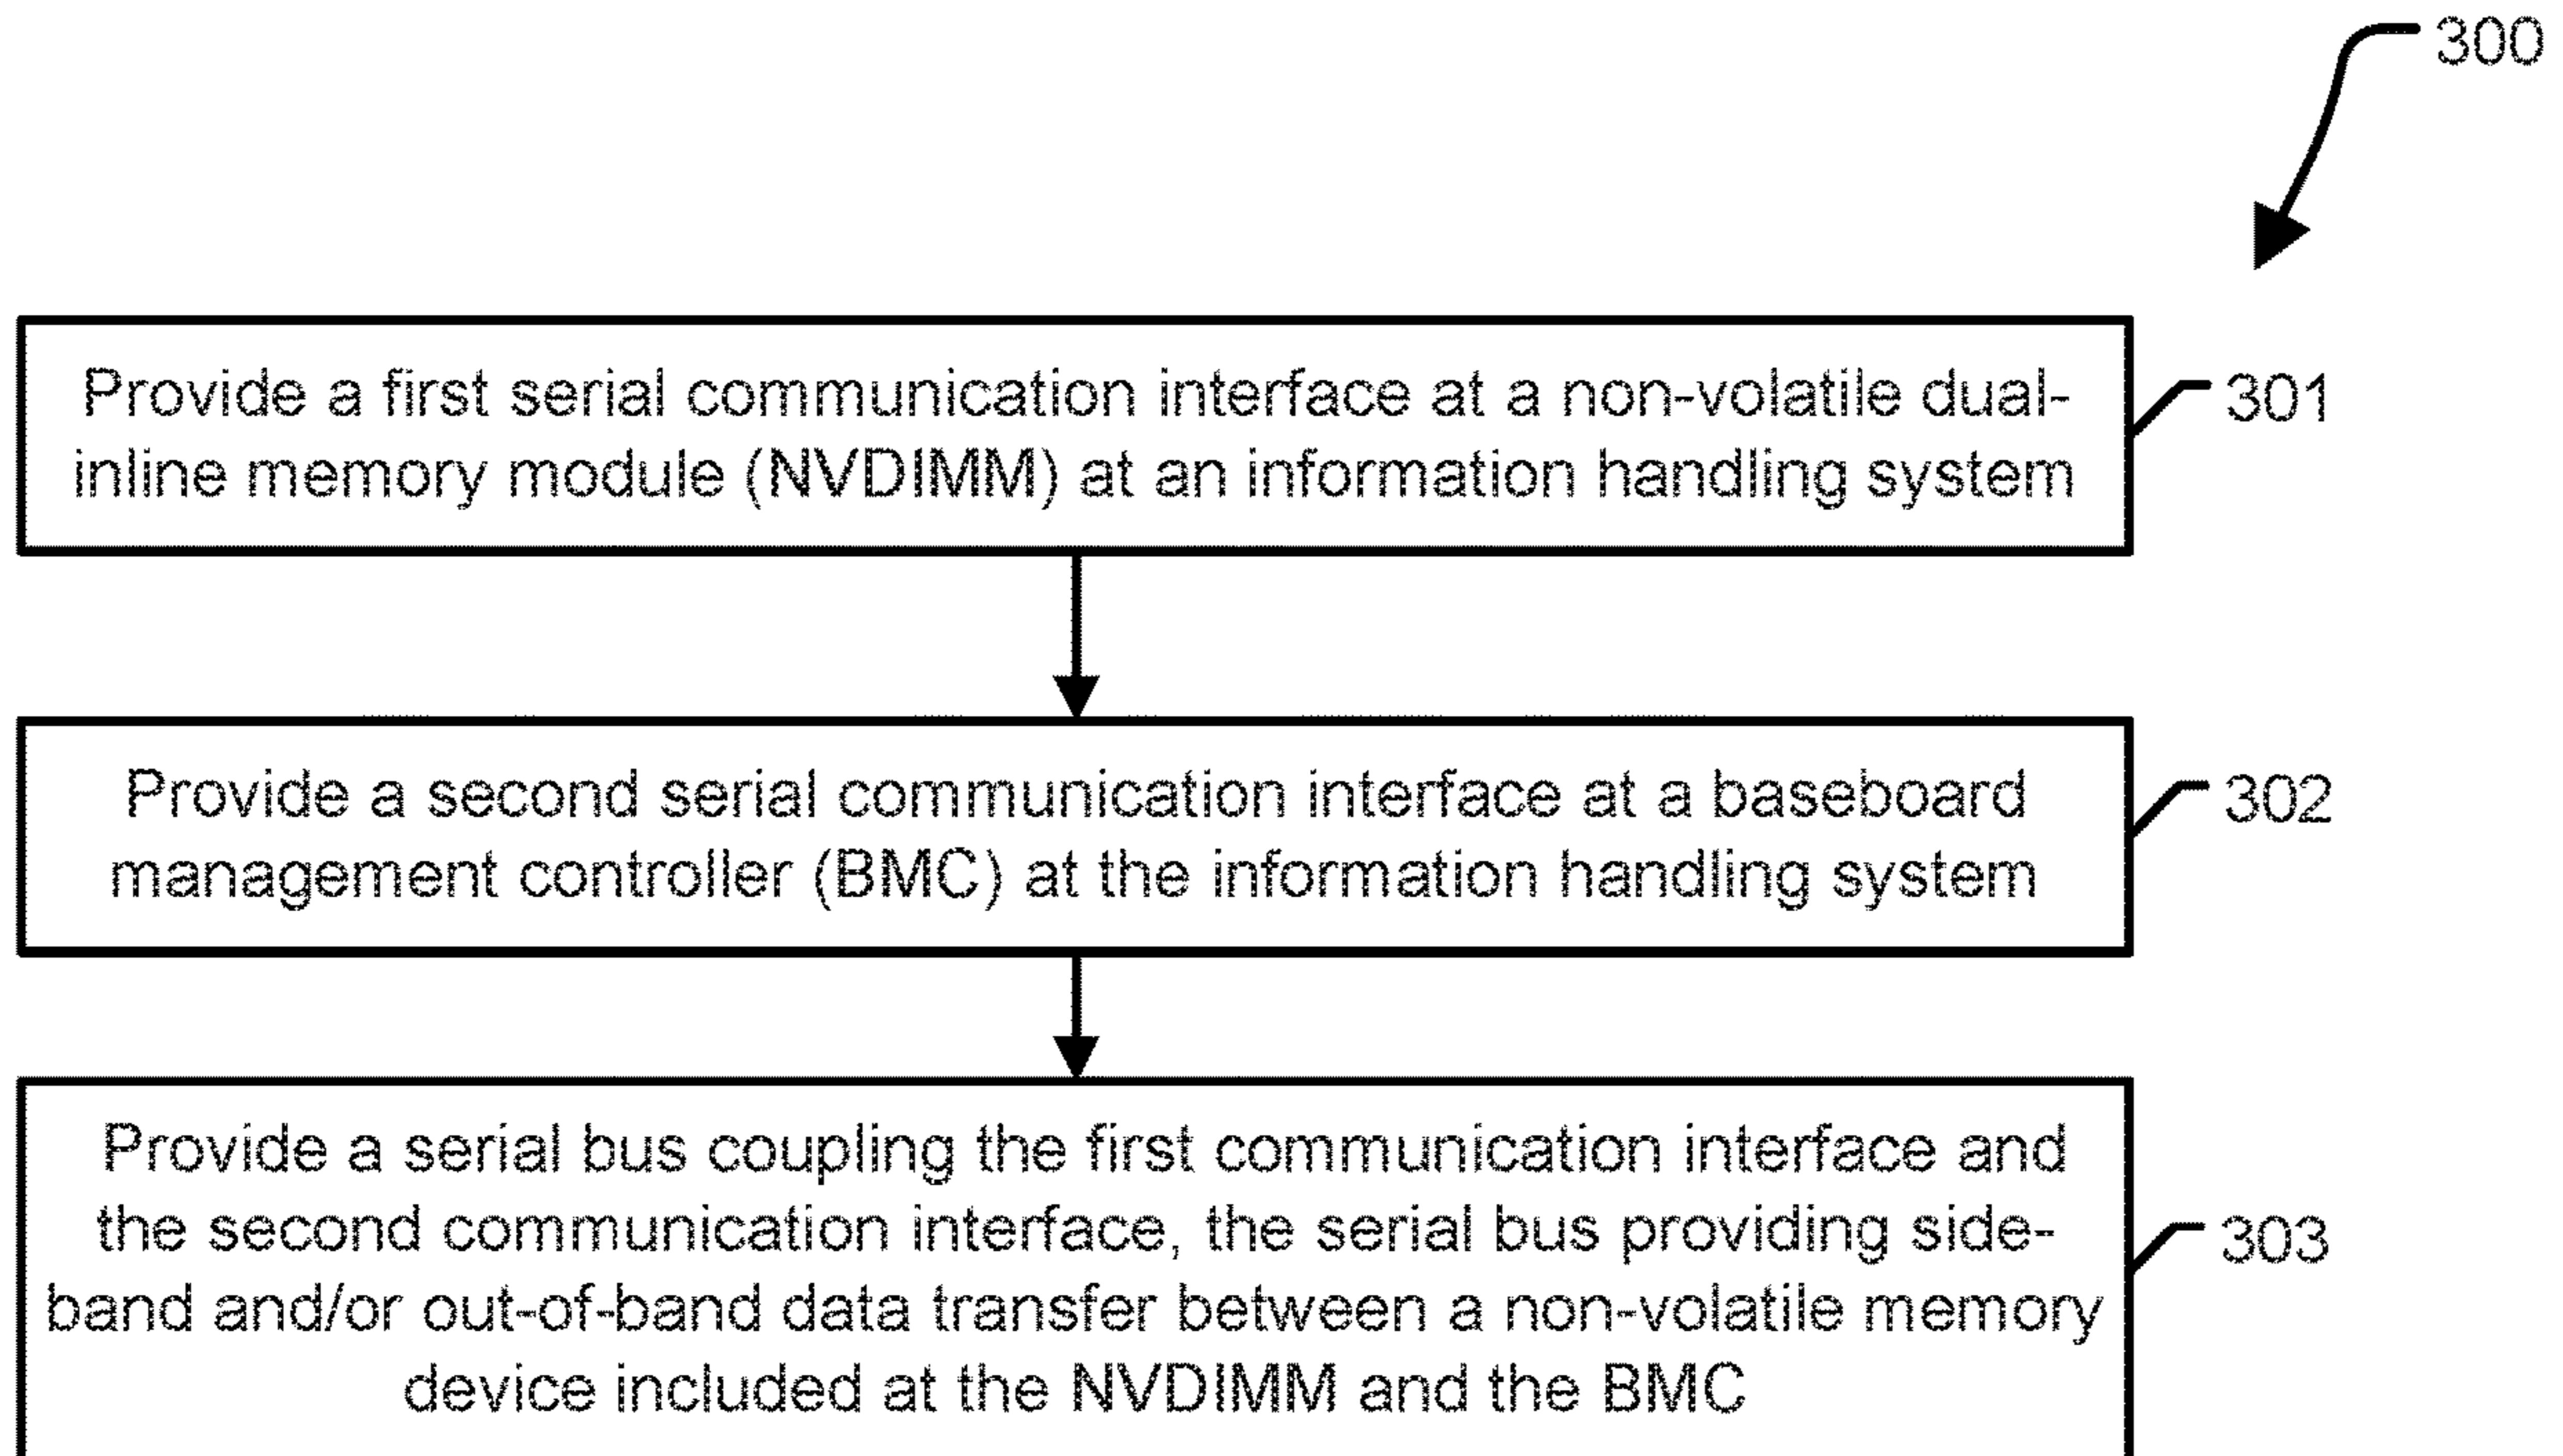 300
Provide a first serial communication interface at a non-volatile dual-
inline memory module (NVDIMM) at an information handling system
301
Provide a second serial communication interface at a baseboard
management controller (BMC) at the information handling system
302
Provide a serial bus coupling the first communication interface and
the second communication interface, the serial bus providing side-
band and/or out-of-band data transfer between a non-volatile memory
device included at the NVDIMM and the BMC
303